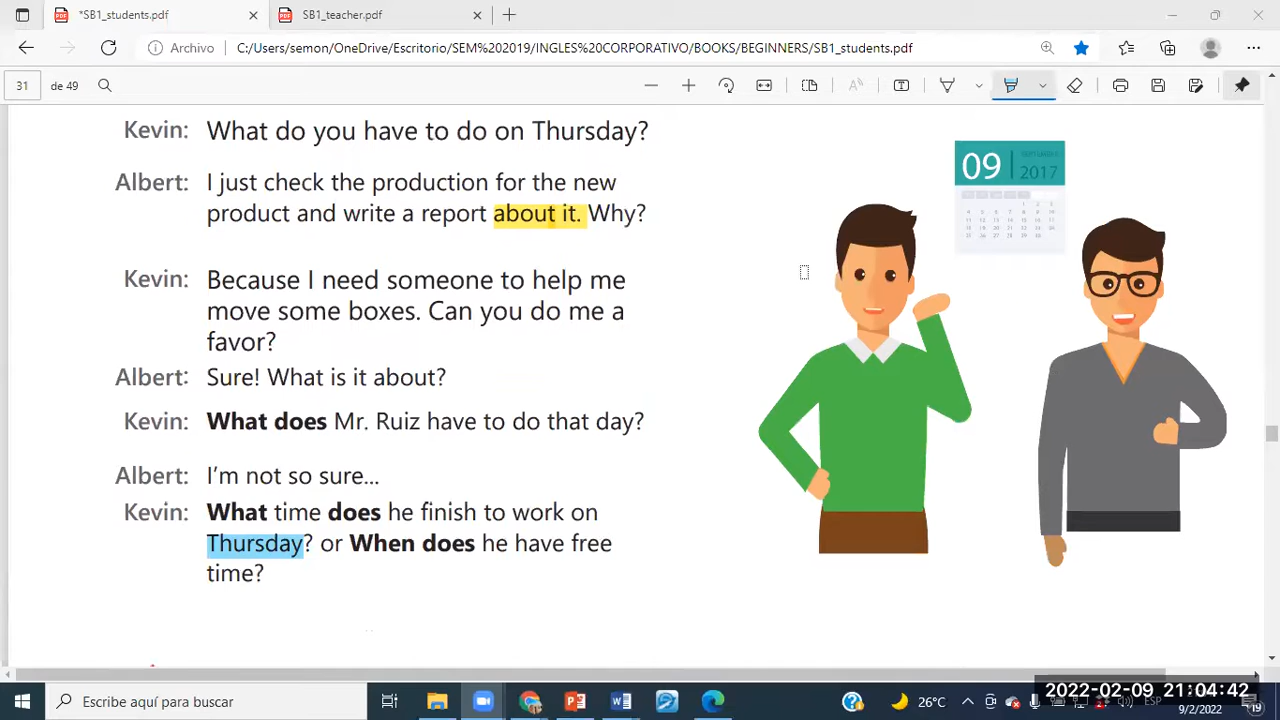 *SB1_students.pdf
SB1_teacher.pdf
Archivo C:/Users/semon/OneDrive/Escritorio/SEM%202019/INGLES%20CORPORATIVO/BOOKS/BEGINNERS/SB1_students.pdf
31 de 49
Kevin: What do you have to do on Thursday?
Albert: I just check the production for the new
product and write a report about it. Why?
Kevin: Because I need someone to help me
move some boxes. Can you do me a
favor?
Albert: Sure! What is it about?
Kevin: What does Mr. Ruiz have to do that day?
Albert: I'm not so sure...
Kevin: What time does he finish to work on
Thursday? or When does he have free
time?
09 SEPTEMBER
2017
Escribe aquí para buscar
26°C
ESP
2022-02-09 21:04:42
9/2/2022